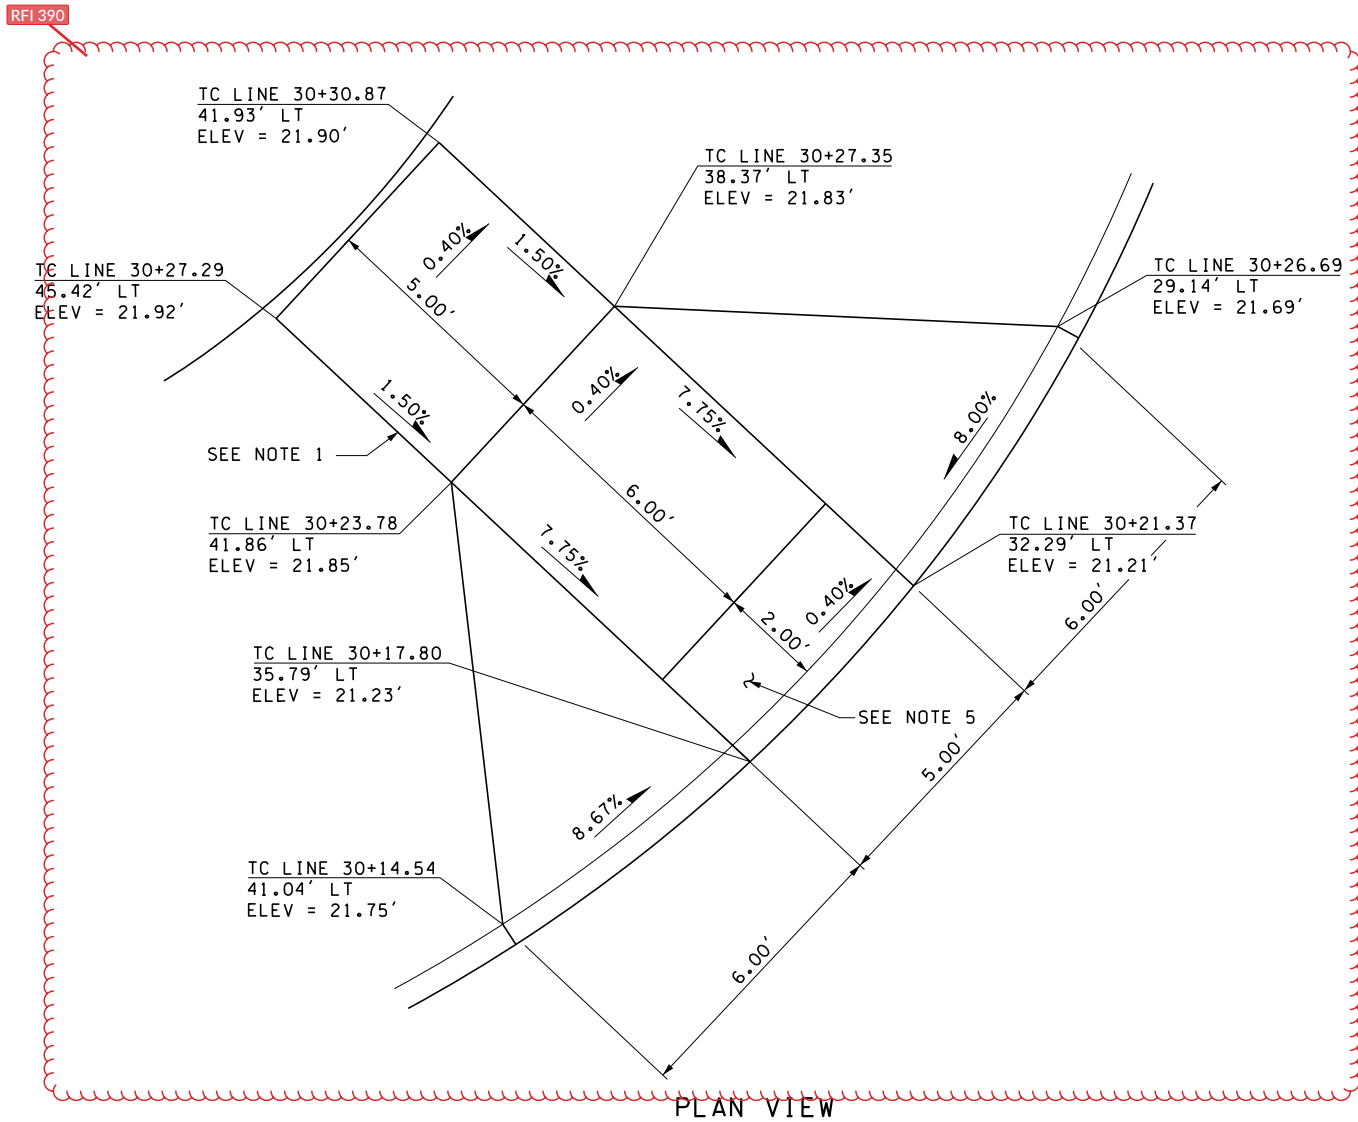 RFI 390
TC LINE 30+30.87
41.93' LT
ELEV = 21.90'
TC LINE 30+27.35
38.37' LT
ELEV = 21.83'
TC LINE 30+27.29
45.42' LT
ELEV = 21.92'
0.40%
1.50%
5.00'
TC LINE 30+26.69
29.14' LT
ELEV = 21.69'
1.50%
0.40%
7.75%
8.00%
SEE NOTE 1
6.00'
TC LINE 30+23.78
41.86' LT
ELEV = 21.85'
7.75%
TC LINE 30+21.37
32.29' LT
ELEV = 21.21'
0.40%
2.00'
6.00'
TC LINE 30+17.80
35.79' LT
ELEV = 21.23'
SEE NOTE 5
5.00'
8.67%
TC LINE 30+14.54
41.04' LT
ELEV = 21.75'
6.00'
PLAN VIEW